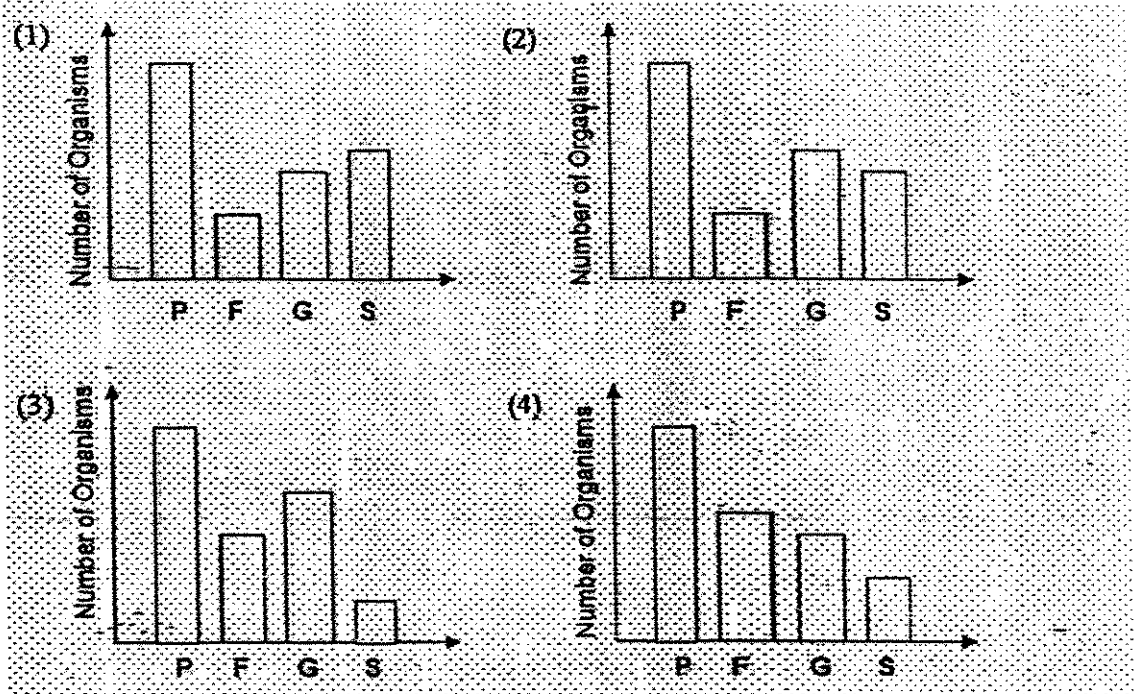 (1)
Number of Organisms
P F G S
(2)
Number of Organisms
P F G S
(3)
Number of Organisms
P F G S
(4)
Number of Organisms
P F G S